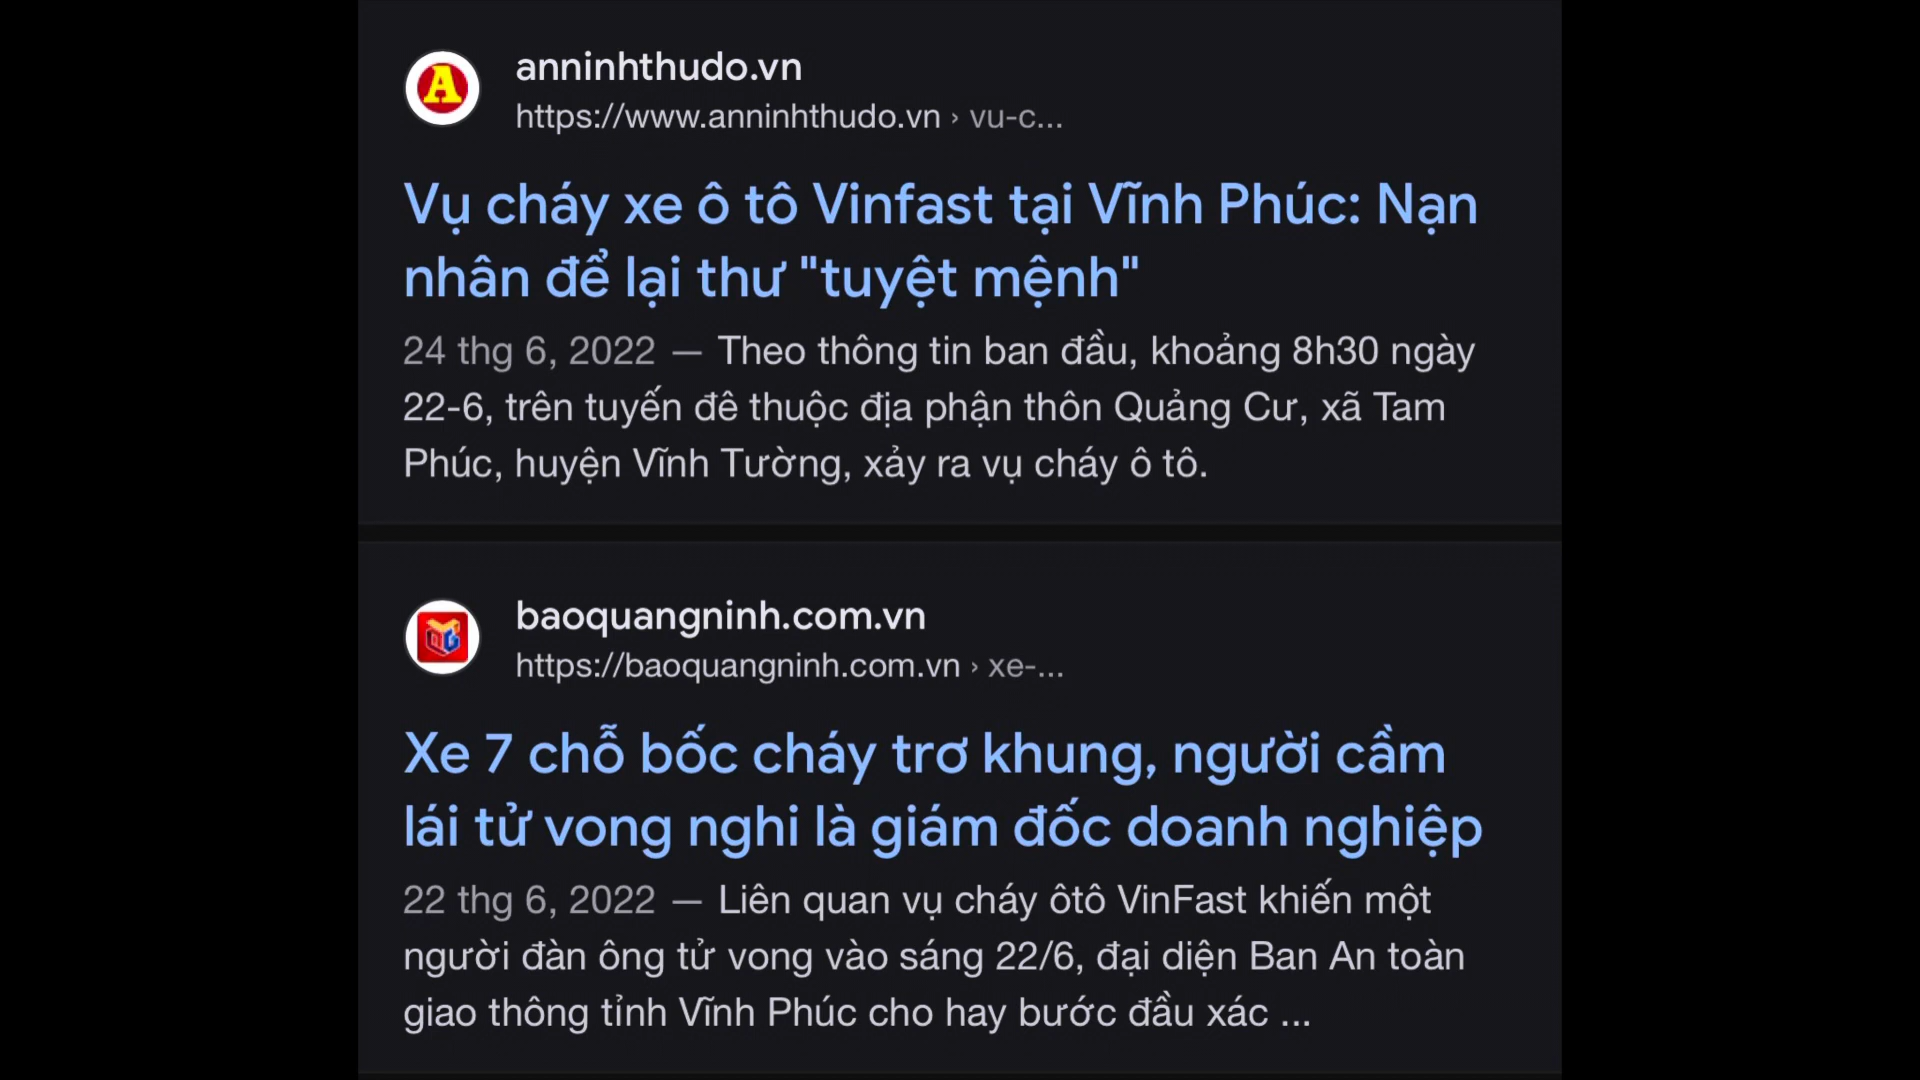 anninhthudo.vn
https://www.anninhthudo.vn › vu-c...
Vụ cháy xe ô tô Vinfast tại Vĩnh Phúc: Nạn
nhân để lại thư "tuyệt mệnh"
24 thg 6, 2022 — Theo thông tin ban đầu, khoảng 8h30 ngày
22-6, trên tuyến đê thuộc địa phận thôn Quảng Cư, xã Tam
Phúc, huyện Vĩnh Tường, xảy ra vụ cháy ô tô.
baoquangninh.com.vn
https://baoquangninh.com.vn › xe-...
Xe 7 chỗ bốc cháy trơ khung, người cầm
lái tử vong nghi là giám đốc doanh nghiệp
22 thg 6, 2022 — Liên quan vụ cháy ôtô VinFast khiến một
người đàn ông tử vong vào sáng 22/6, đại diện Ban An toàn
giao thông tỉnh Vĩnh Phúc cho hay bước đầu xác ...